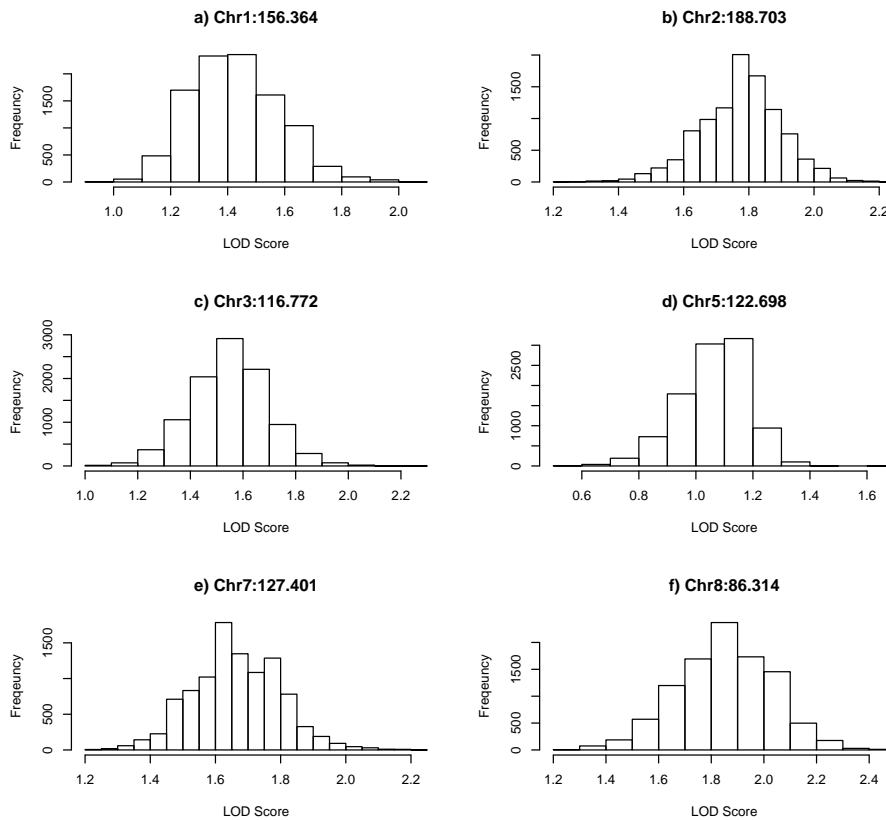 a) Chr1:156.364
Freqeuncy
0 500 1500
1.0 1.2 1.4 1.6 1.8 2.0
LOD Score
b) Chr2:188.703
Freqeuncy
0 500 1500
1.2 1.4 1.6 1.8 2.0 2.2
LOD Score
c) Chr3:116.772
Freqeuncy
0 1000 2000 3000
1.0 1.2 1.4 1.6 1.8 2.0 2.2
LOD Score
d) Chr5:122.698
Freqeuncy
0 1000 2500
0.6 0.8 1.0 1.2 1.4 1.6
LOD Score
e) Chr7:127.401
Freqeuncy
0 500 1500
1.2 1.4 1.6 1.8 2.0 2.2
LOD Score
f) Chr8:86.314
Freqeuncy
0 500 1500
1.2 1.4 1.6 1.8 2.0 2.2 2.4
LOD Score